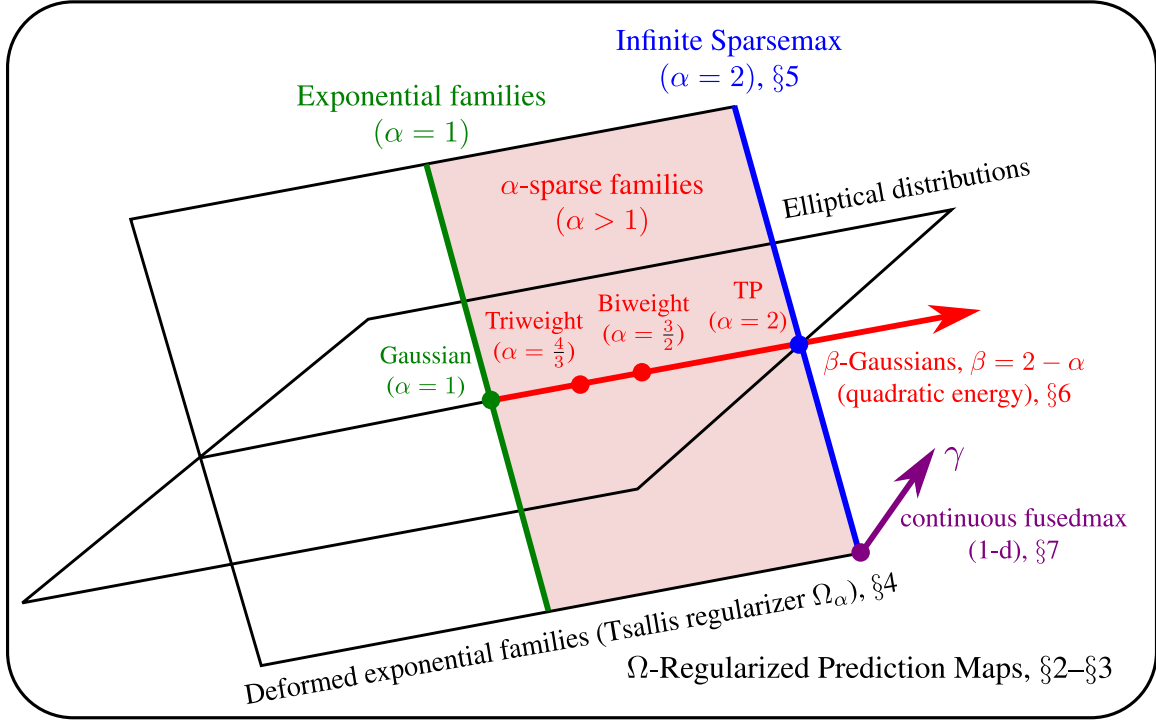 Infinite Sparsemax
(α = 2), §5
Exponential families
(α = 1)
α-sparse families
(α > 1)
Elliptical distributions
TP
(α = 2)
Biweight
(α = 3/2)
Triweight
(α = 4/3)
Gaussian
(α = 1)
β-Gaussians, β = 2 − α
(quadratic energy), §6
γ
continuous fusedmax
(1-d), §7
Deformed exponential families (Tsallis regularizer Ωα), §4
Ω-Regularized Prediction Maps, §2–§3